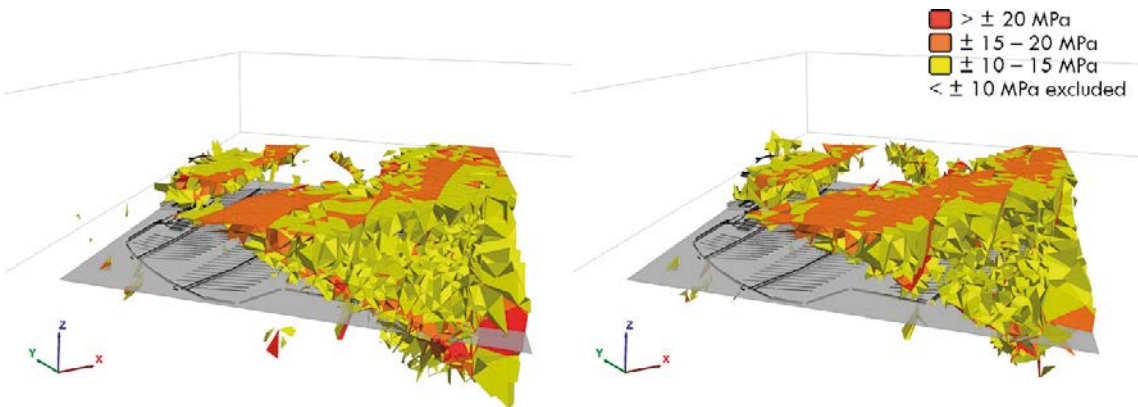 > ± 20 MPa
± 15 – 20 MPa
± 10 – 15 MPa
< ± 10 MPa excluded
Z
Y
X
Z
Y
X